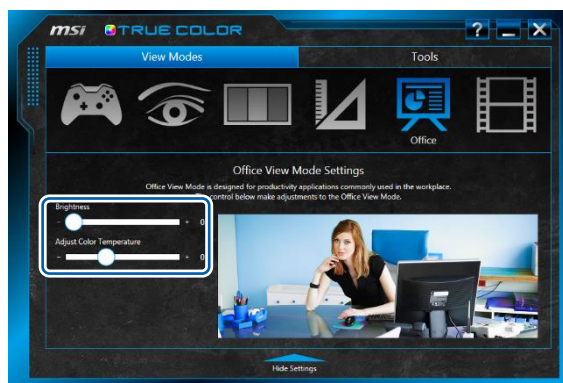 msi TRUE COLOR ? _ X
View Modes Tools
Office
Office View Mode Settings
Office View Mode is designed for productivity applications commonly used in the workplace.
The control below make adjustments to the Office View Mode.
Brightness
- + 0
Adjust Color Temperature
- + 0
Hide Settings